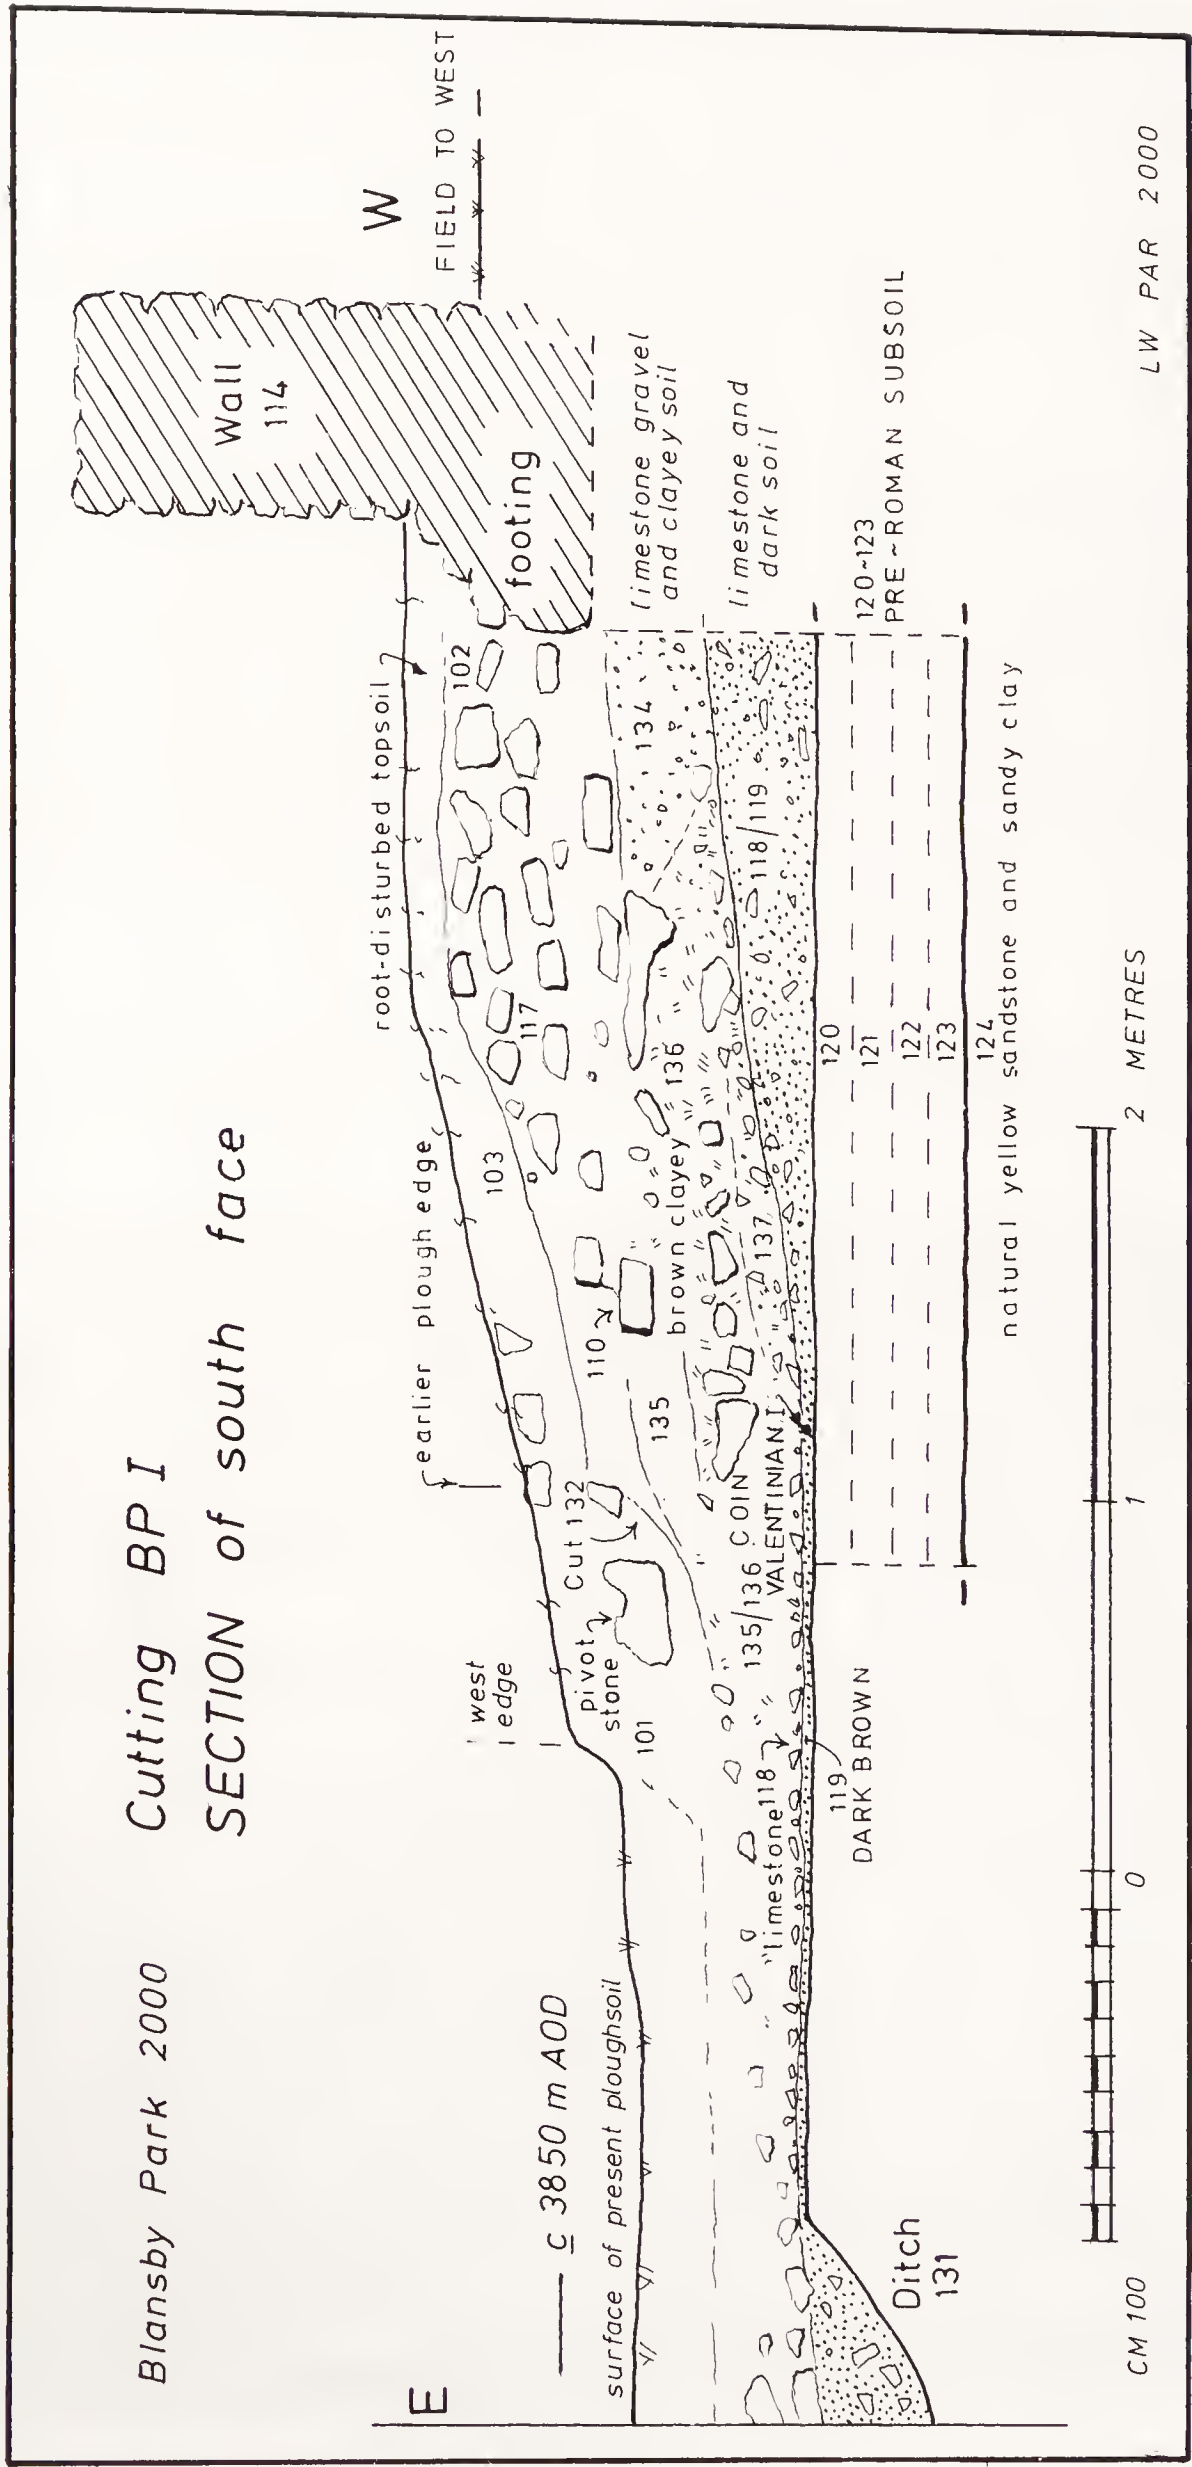 Blansby Park 2000 Cutting BP I
SECTION of south face
E
W
FIELD TO WEST
Wall
114
footing
root-disturbed topsoil
102
earlier plough edge
103
west
edge
c 3850 m AOD
surface of present ploughsoil
pivot
stone
101
Cut 132
110
117
134
135
brown clayey
136
limestone gravel
and clayey soil
limestone and
dark soil
118/119
137
135/136
COIN
VALENTINIAN I
limestone 118
119
DARK BROWN
120
121
122
123
124
120~123
PRE~ROMAN SUBSOIL
natural yellow sandstone and sandy clay
Ditch
131
CM 100
0
1
2 METRES
LW PAR 2000